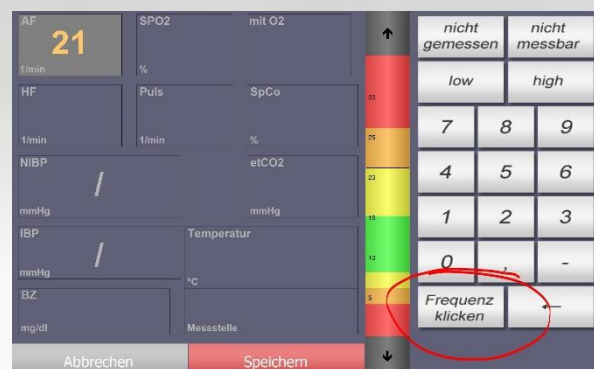 AF SPO2 mit O2
21
1/min %
HF Puls SpCo
1/min 1/min %
NIBP etCO2
/
mmHg mmHg
IBP Temperatur
/
mmHg °C
BZ
mg/dl Messstelle
Abbrechen Speichern
↑
30
25
20
15
10
5
↓
nicht gemessen
nicht messbar
low high
7 8 9
4 5 6
1 2 3
0 , -
Frequenz
klicken
←